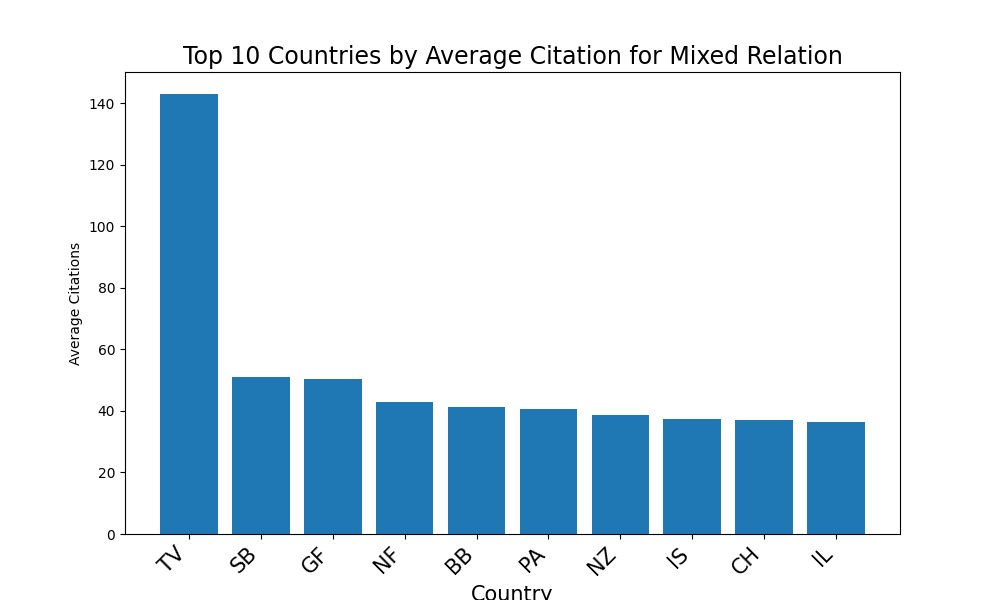 Top 10 Countries by Average Citation for Mixed Relation
140
120
100
80
60
40
20
0
Average Citations
TV SB GF NF BB PA NZ IS CH IL
Country